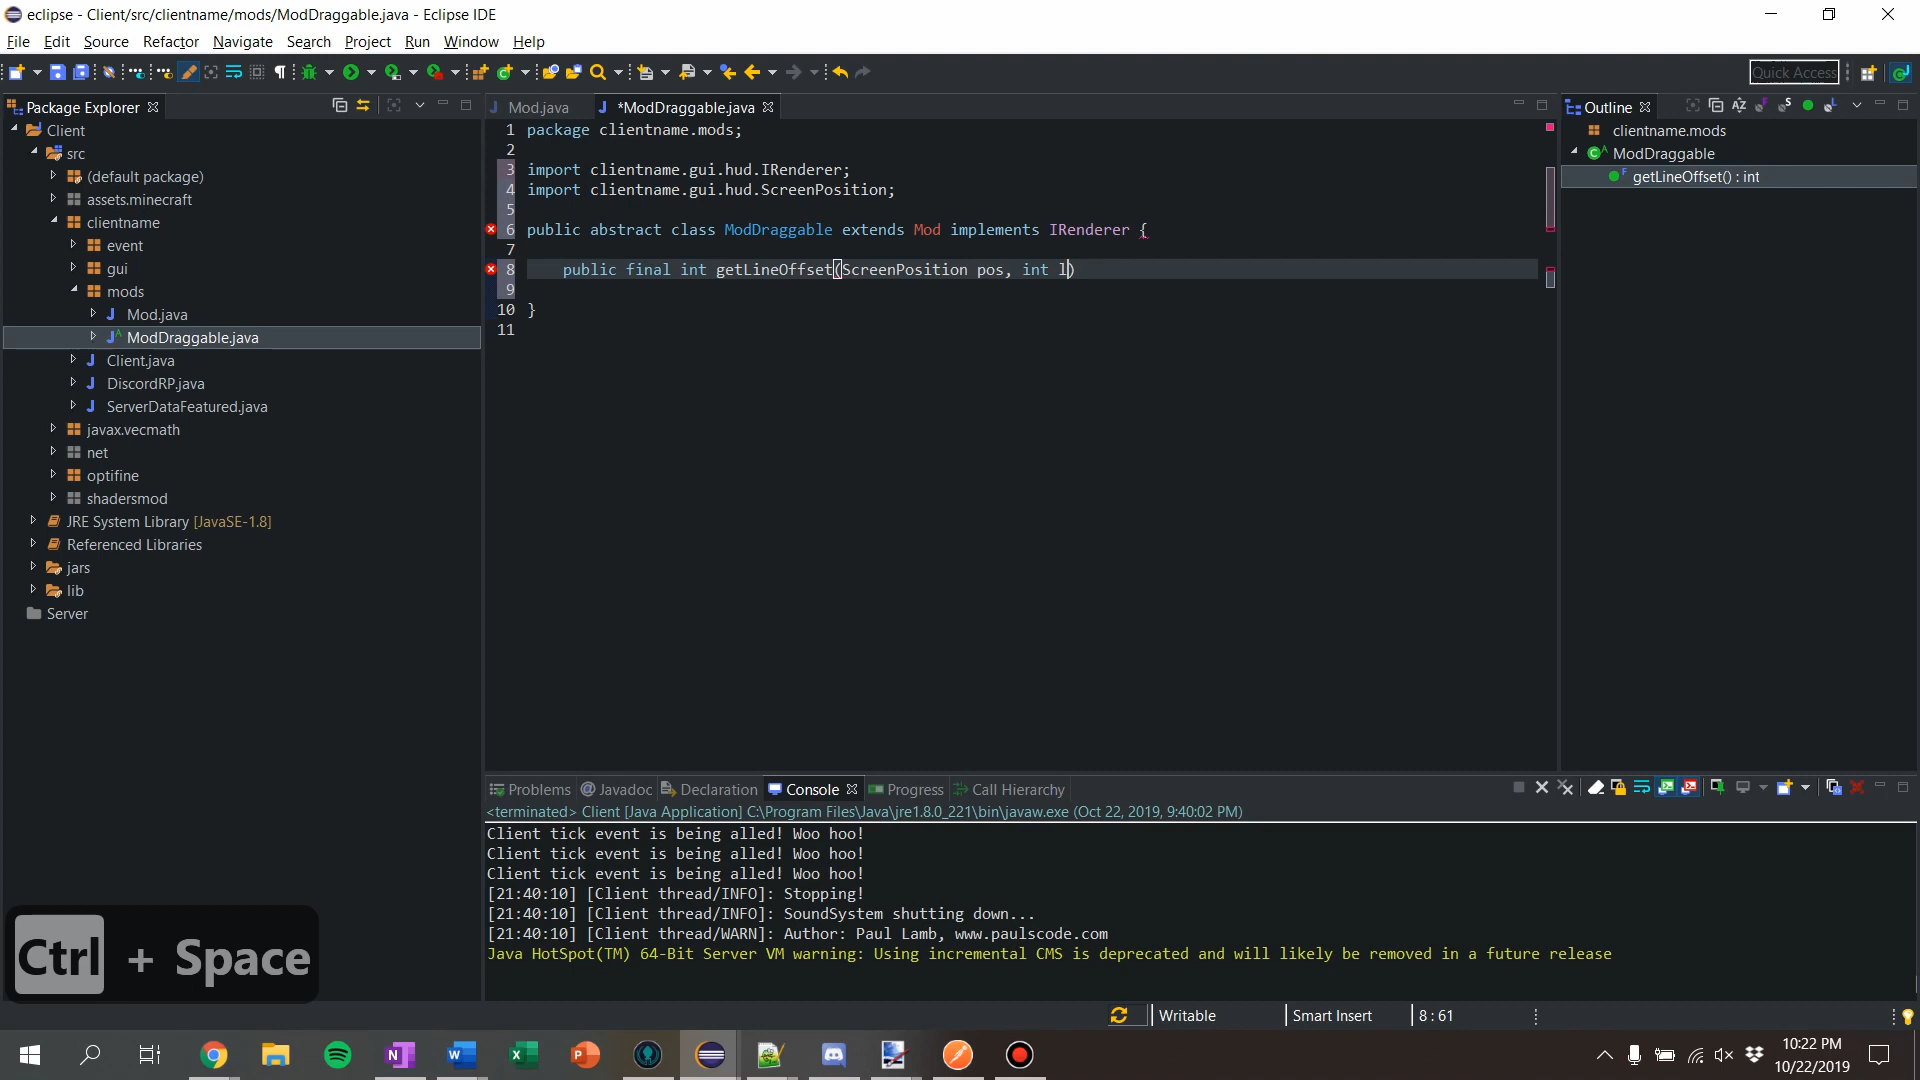 eclipse - Client/src/clientname/mods/ModDraggable.java - Eclipse IDE
File Edit Source Refactor Navigate Search Project Run Window Help
Quick Access
Package Explorer
Client
src
(default package)
assets.minecraft
clientname
event
gui
mods
Mod.java
ModDraggable.java
Client.java
DiscordRP.java
ServerDataFeatured.java
javax.vecmath
net
optifine
shadersmod
JRE System Library [JavaSE-1.8]
Referenced Libraries
jars
lib
Server
Mod.java *ModDraggable.java
1 package clientname.mods;
2
3 import clientname.gui.hud.IRenderer;
4 import clientname.gui.hud.ScreenPosition;
5
6 public abstract class ModDraggable extends Mod implements IRenderer {
7
8 public final int getLineOffset(ScreenPosition pos, int l)
9
10 }
11
Outline
clientname.mods
ModDraggable
getLineOffset() : int
Problems @ Javadoc Declaration Console Progress Call Hierarchy
<terminated> Client [Java Application] C:\Program Files\Java\jre1.8.0_221\bin\javaw.exe (Oct 22, 2019, 9:40:02 PM)
Client tick event is being alled! Woo hoo!
Client tick event is being alled! Woo hoo!
Client tick event is being alled! Woo hoo!
[21:40:10] [Client thread/INFO]: Stopping!
[21:40:10] [Client thread/INFO]: SoundSystem shutting down...
[21:40:10] [Client thread/WARN]: Author: Paul Lamb, www.paulscode.com
Java HotSpot(TM) 64-Bit Server VM warning: Using incremental CMS is deprecated and will likely be removed in a future release
Ctrl + Space
Writable Smart Insert 8 : 61
10:22 PM
10/22/2019